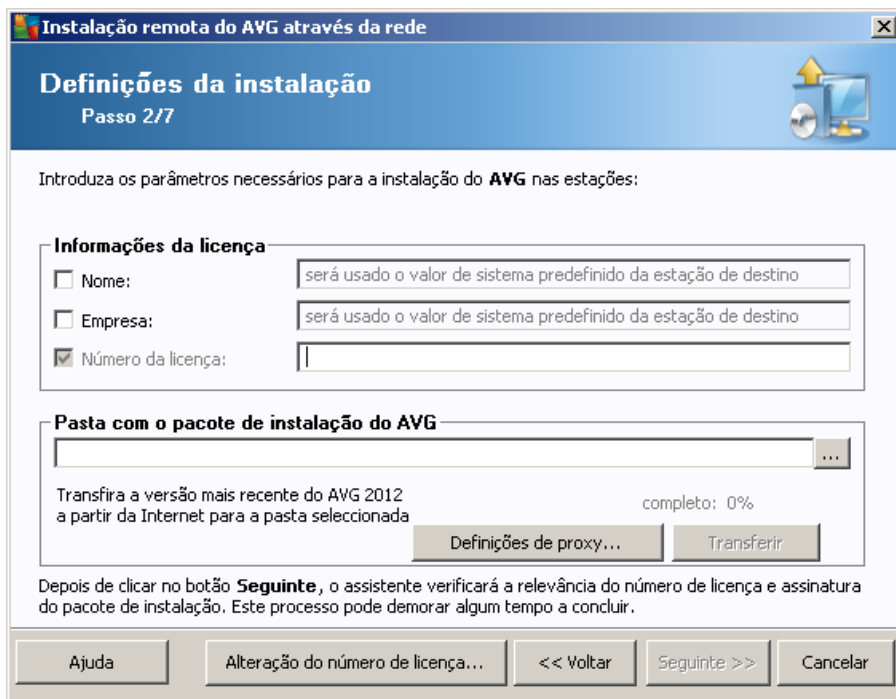 Instalação remota do AVG através da rede
Definições da instalação
Passo 2/7
Introduza os parâmetros necessários para a instalação do AVG nas estações:
Informações da licença
Nome: será usado o valor de sistema predefinido da estação de destino
Empresa: será usado o valor de sistema predefinido da estação de destino
Número da licença:
Pasta com o pacote de instalação do AVG
...
Transfira a versão mais recente do AVG 2012
a partir da Internet para a pasta seleccionada
completo: 0%
Definições de proxy... Transferir
Depois de clicar no botão Seguinte, o assistente verificará a relevância do número de licença e assinatura
do pacote de instalação. Este processo pode demorar algum tempo a concluir.
Ajuda Alteração do número de licença... << Voltar Seguinte >> Cancelar